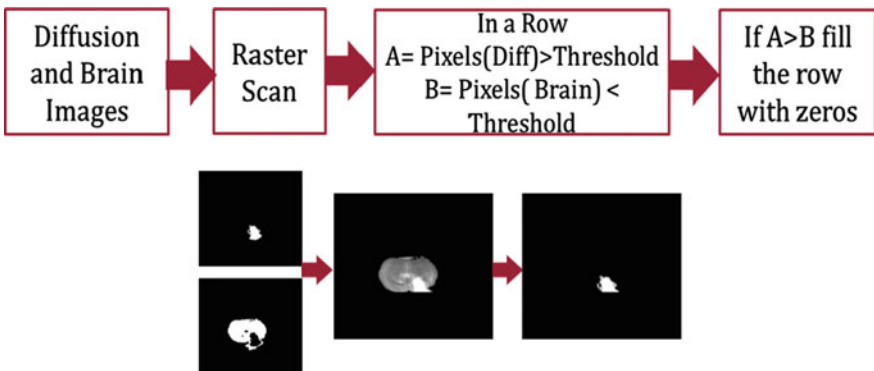 Diffusion
and Brain
Images
Raster
Scan
In a Row
A= Pixels(Diff)>Threshold
B= Pixels( Brain) <
Threshold
If A>B fill
the row
with zeros